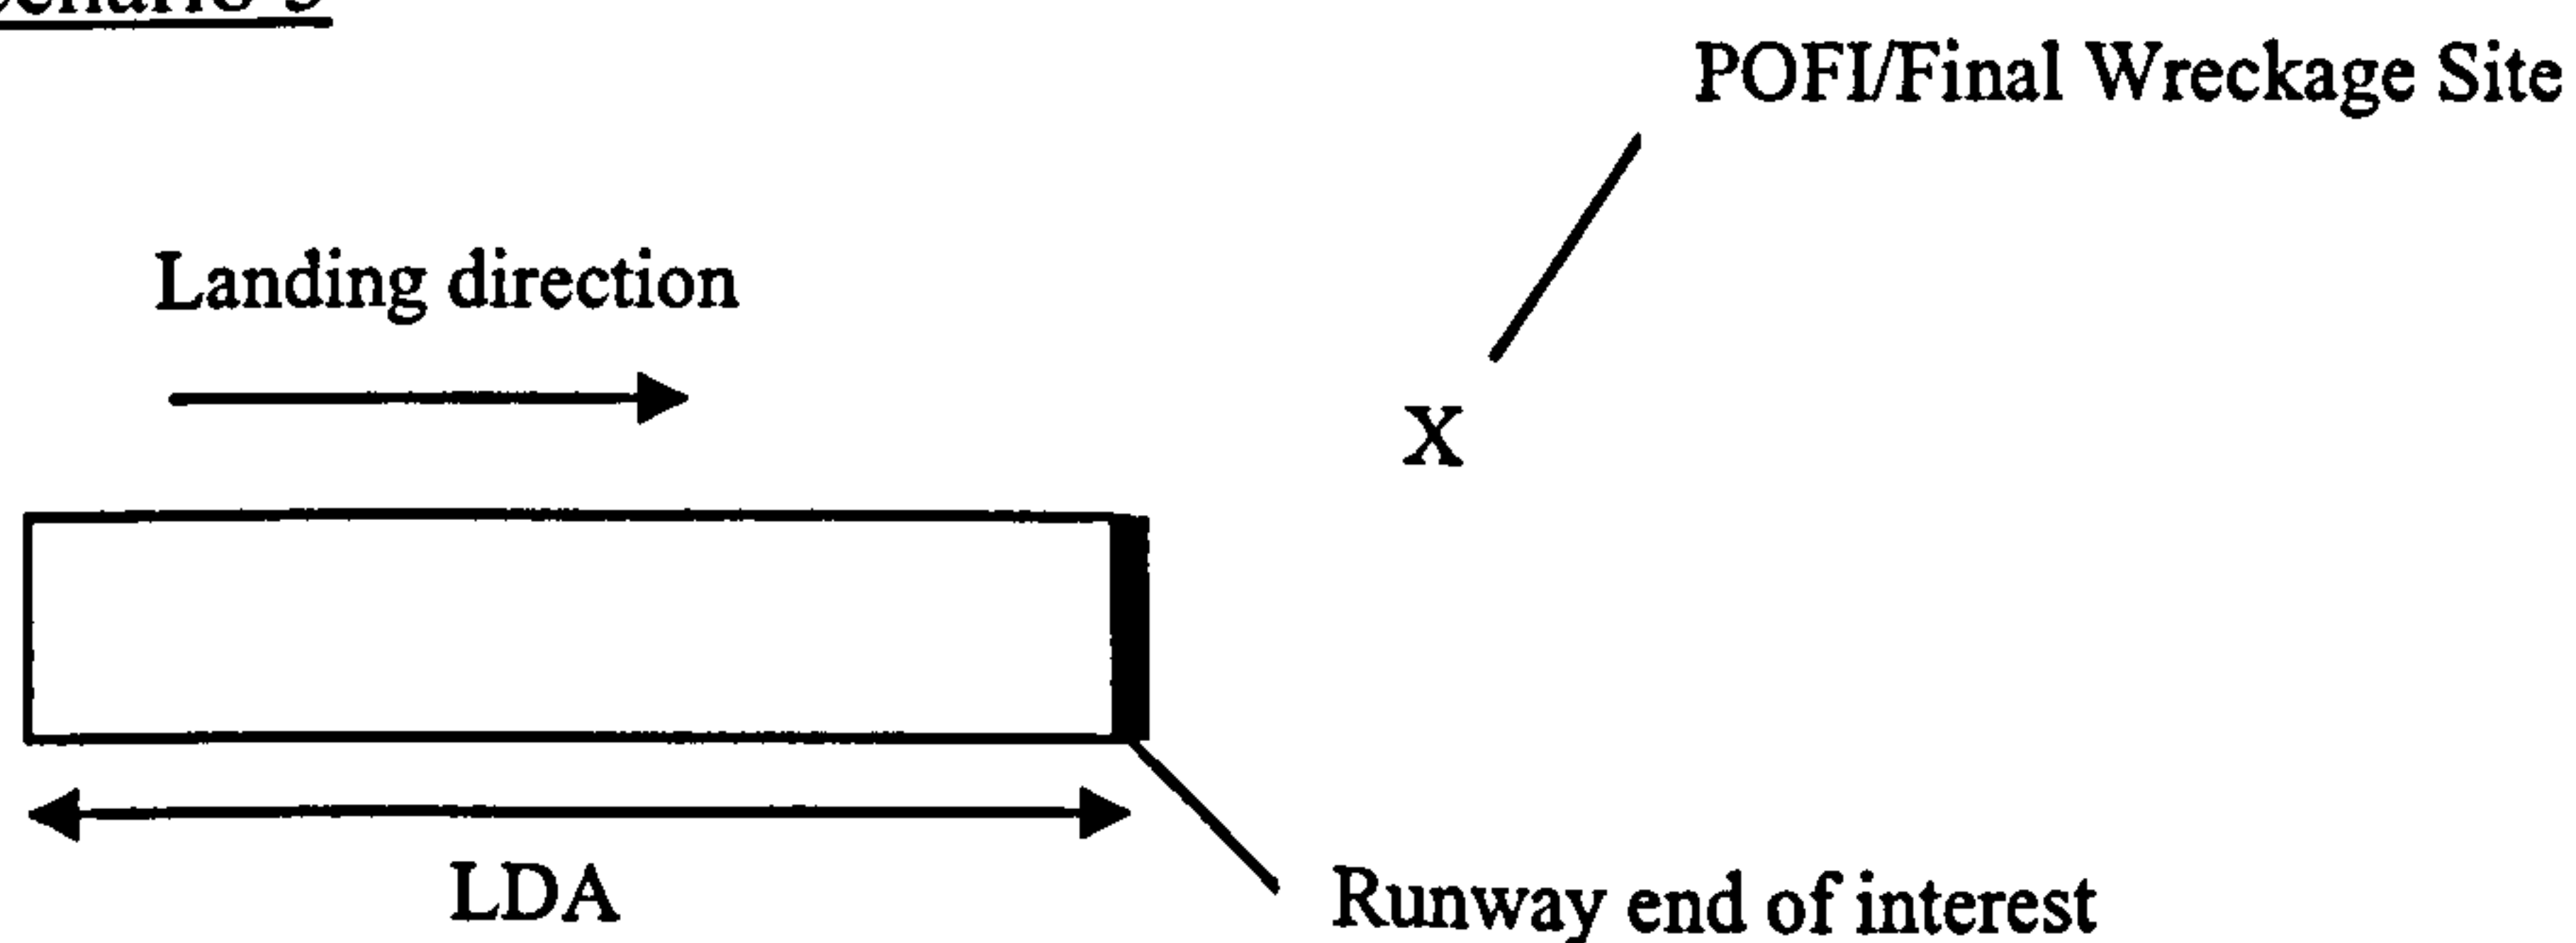 POFI/Final Wreckage Site
Landing direction
X
LDA
Runway end of interest